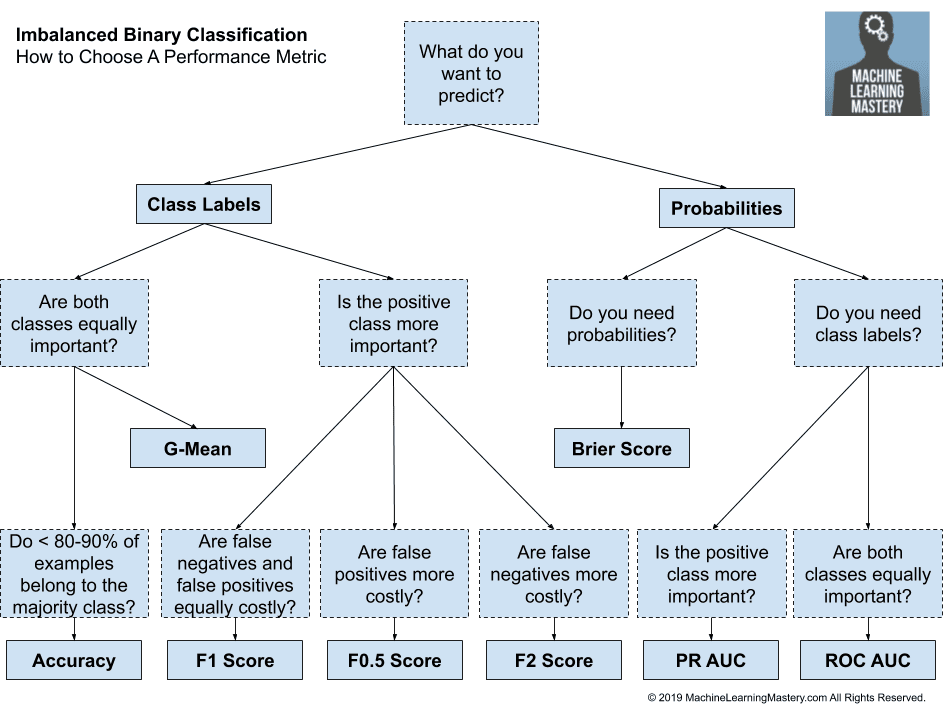 Imbalanced Binary Classification
How to Choose A Performance Metric
What do you
want to
predict?
MACHINE
LEARNING
MASTERY
Class Labels
Probabilities
Are both
classes equally
important?
Is the positive
class more
important?
Do you need
probabilities?
Do you need
class labels?
G-Mean
Brier Score
Do < 80-90% of
examples
belong to the
majority class?
Are false
negatives and
false positives
equally costly?
Are false
positives more
costly?
Are false
negatives more
costly?
Is the positive
class more
important?
Are both
classes equally
important?
Accuracy
F1 Score
F0.5 Score
F2 Score
PR AUC
ROC AUC
© 2019 MachineLearningMastery.com All Rights Reserved.